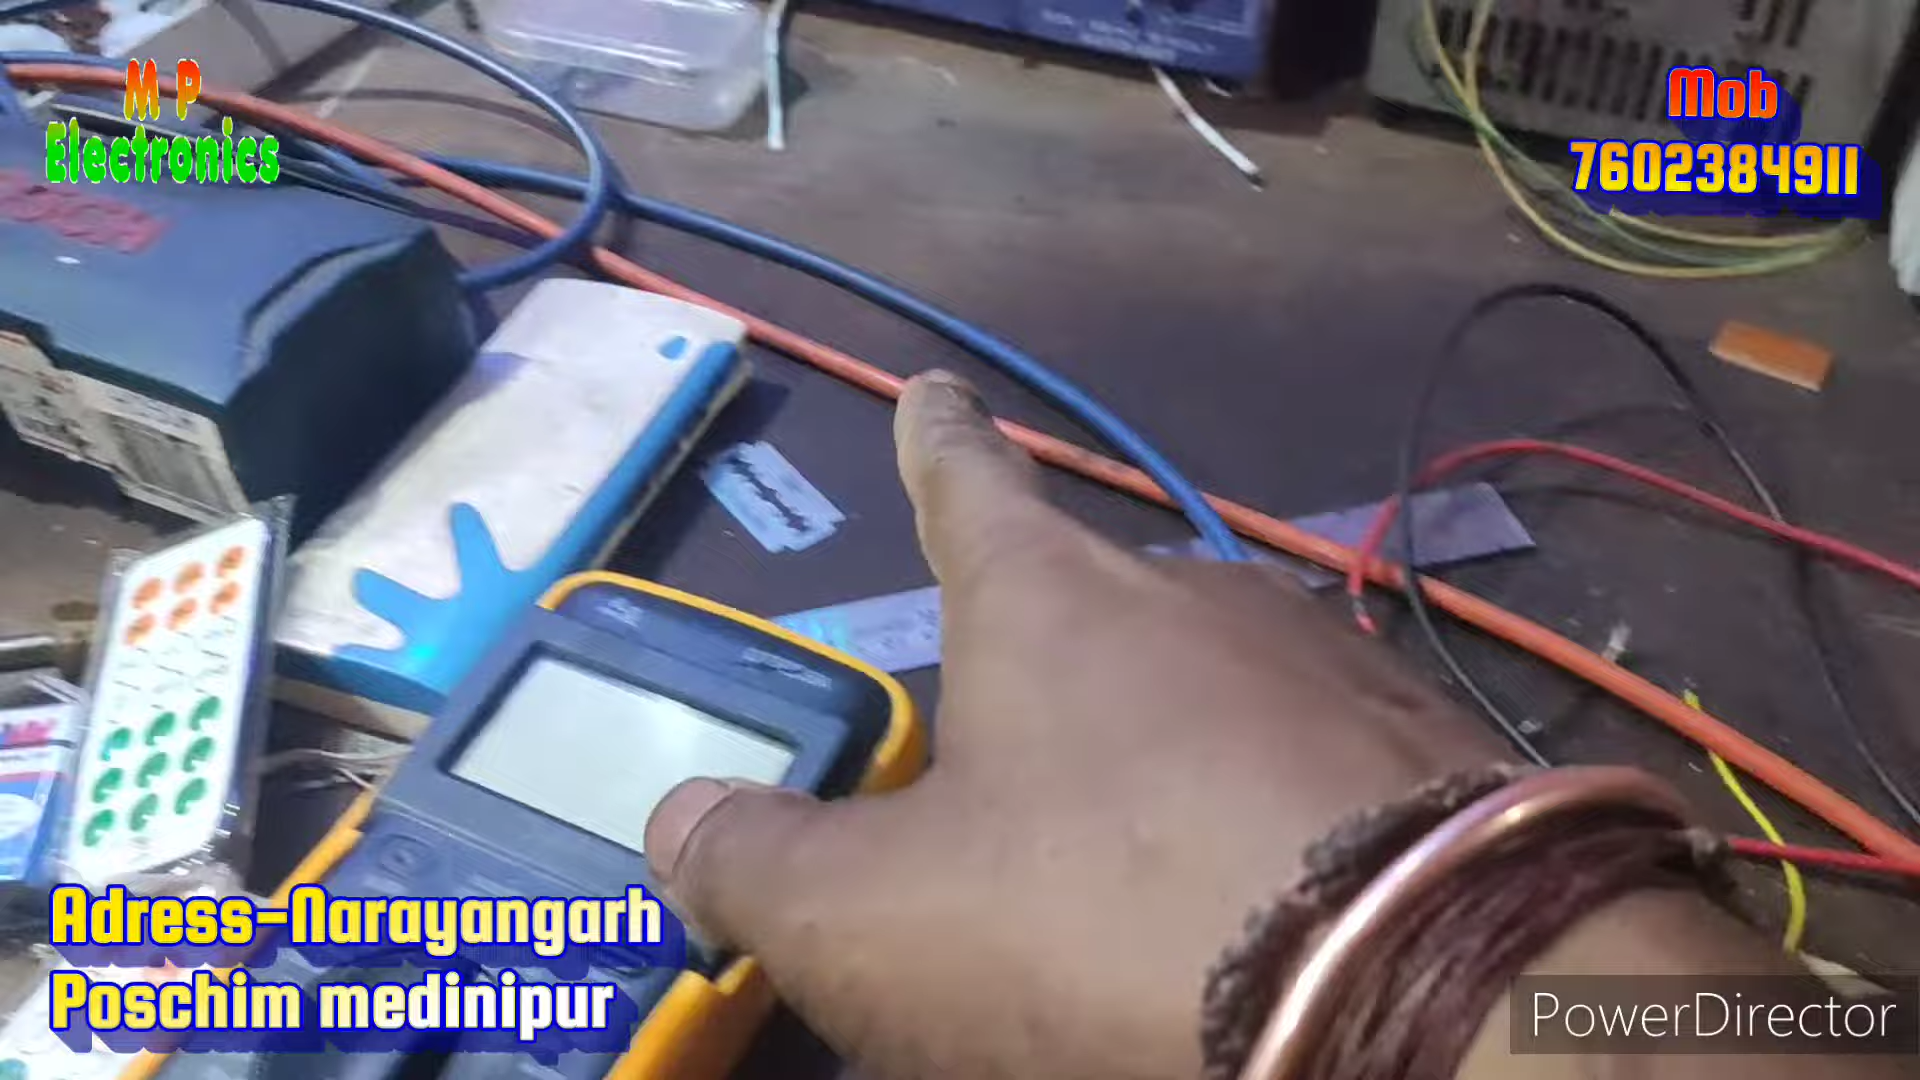 M P
Electronics
Mob
7602384911
Adress-Narayangarh
Poschim medinipur
PowerDirector